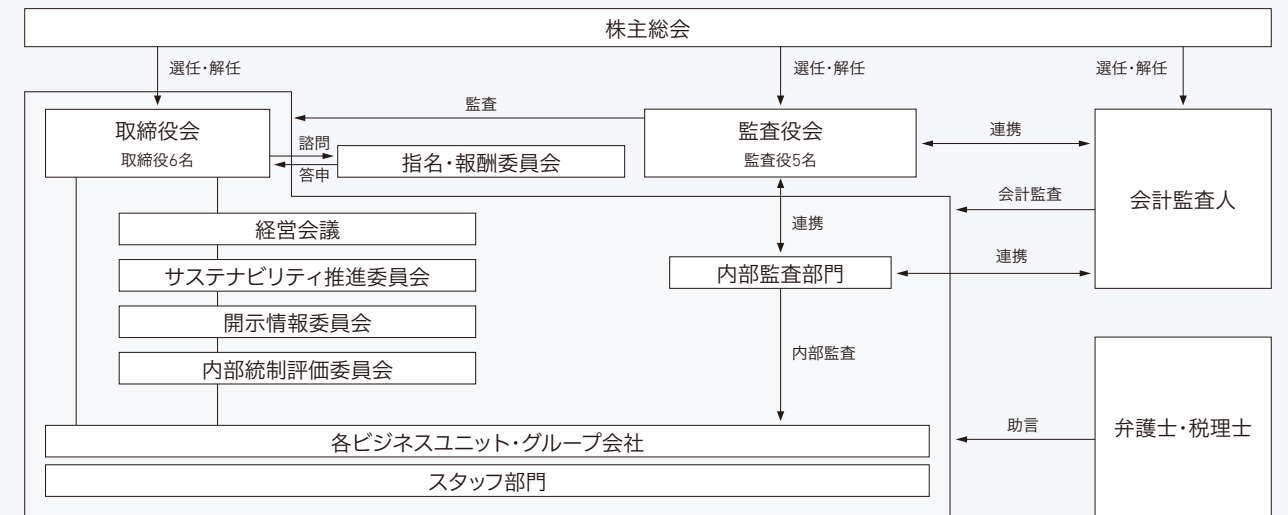 株主総会
選任・解任
選任・解任
選任・解任
取締役会
取締役6名
監査
諮問
答申
指名・報酬委員会
監査役会
監査役5名
連携
会計監査人
会計監査
連携
連携
経営会議
サステナビリティ推進委員会
開示情報委員会
内部統制評価委員会
内部監査部門
内部監査
各ビジネスユニット・グループ会社
スタッフ部門
助言
弁護士・税理士